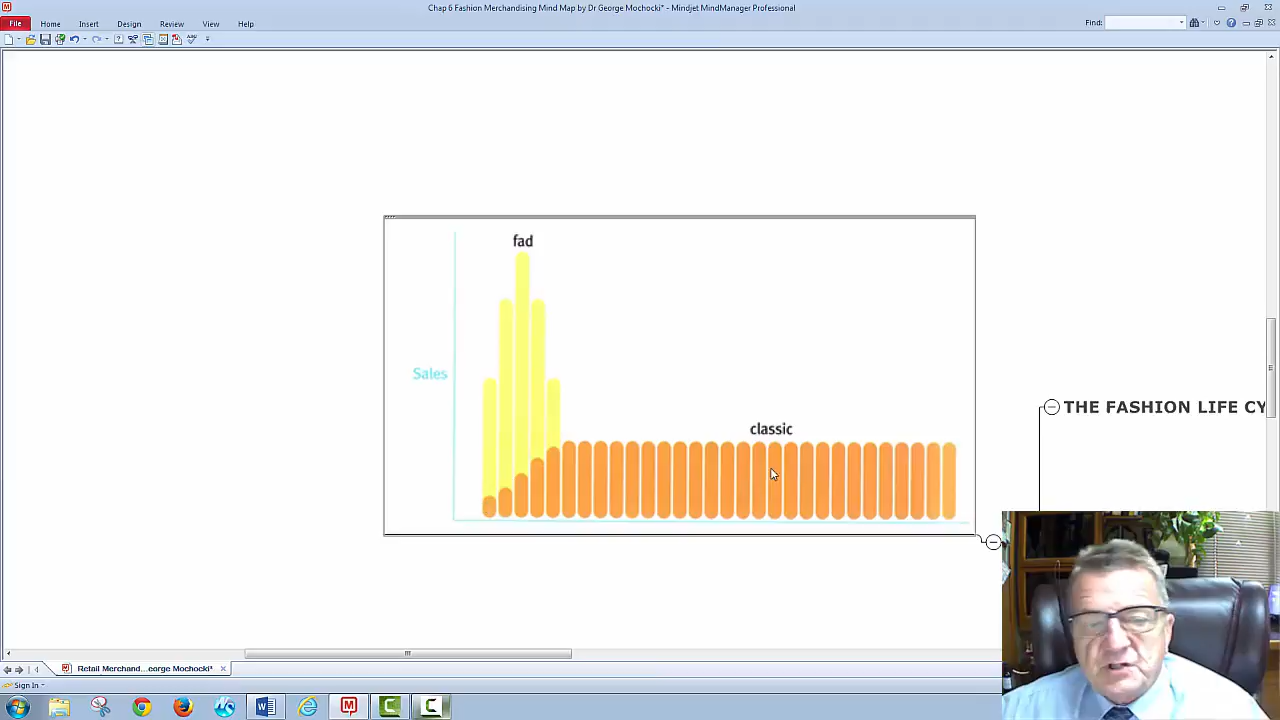 Chap 6 Fashion Merchandising Mind Map by Dr George Mochocki* - Mindjet MindManager Professional
File Home Insert Design Review View Help
Find:
fad
Sales
classic
THE FASHION LIFE CY
Retail Merchand...eorge Mochocki*
Sign In